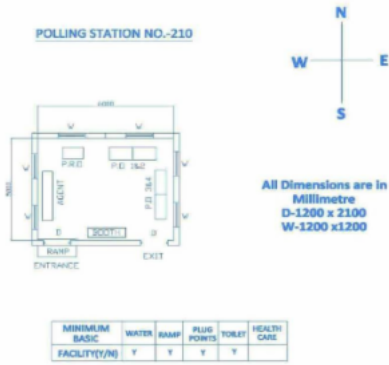 POLLING STATION NO.-210
N
W E
S
W W
P.R.O P.O 1&2
W W
AGENT
P.O 3&4
W W
D BOOTH D
RAMP
ENTRANCE EXIT
All Dimensions are in
Millimetre
D-1200 x 2100
W-1200 x1200
MINIMUM BASIC FACILITY(Y/N) WATER RAMP PLUG POINTS TOILET HEALTH CARE
Y Y Y Y